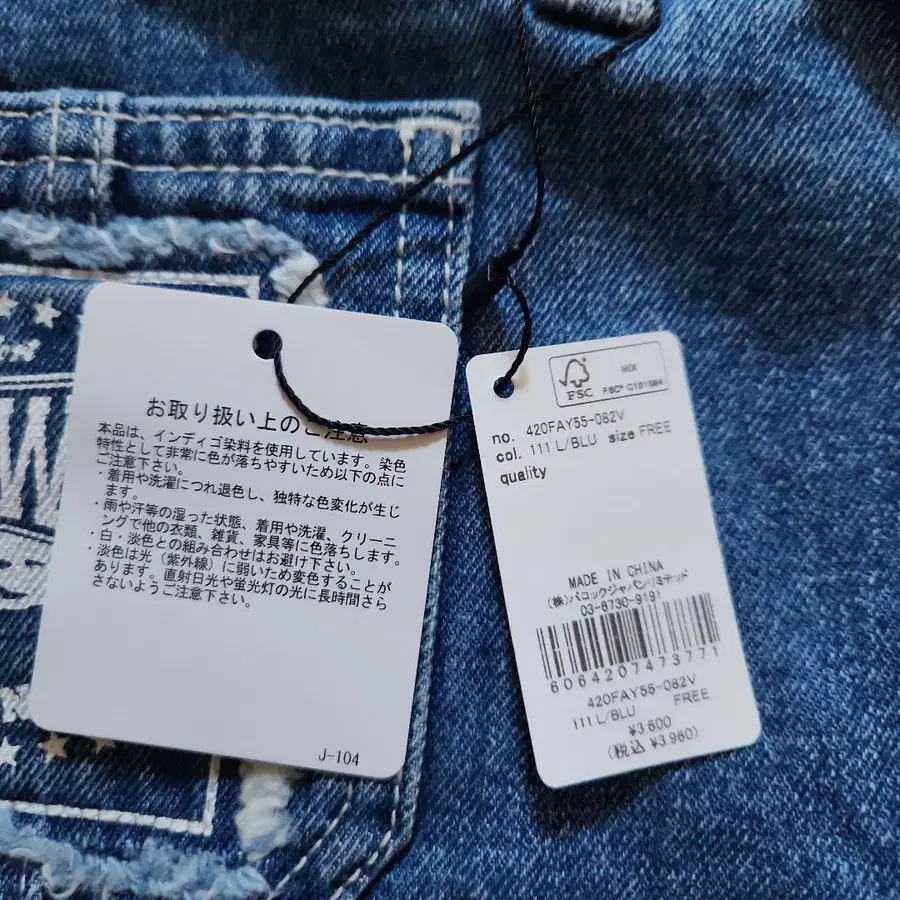 お取り扱い上のご注意
本品は、インディゴ染料を使用しています。染色
特性として非常に色が落ちやすいため以下の点に
ご注意下さい。
・着用や洗濯につれ退色し、独特な色変化が生じ
ます。
・雨や汗等の湿った状態、着用や洗濯、クリーニ
ングで他の衣類、雑貨、家具等に色落ちします。
・白・淡色との組み合わせはお避け下さい。
・淡色は光（紫外線）に弱いため変色することが
あります。直射日光や蛍光灯の光に長時間さら
さないようご注意下さい。
J-104
FSC
MIX
FSC® C181584
no. 420FAY55-082V
col. 111 L/BLU size FREE
quality
MADE IN CHINA
(株)バロックジャパンリミテッド
03-6730-9191
6064207473771
420FAY55-082V
111 L/BLU FREE
¥3,600
(税込 ¥3,960)
W